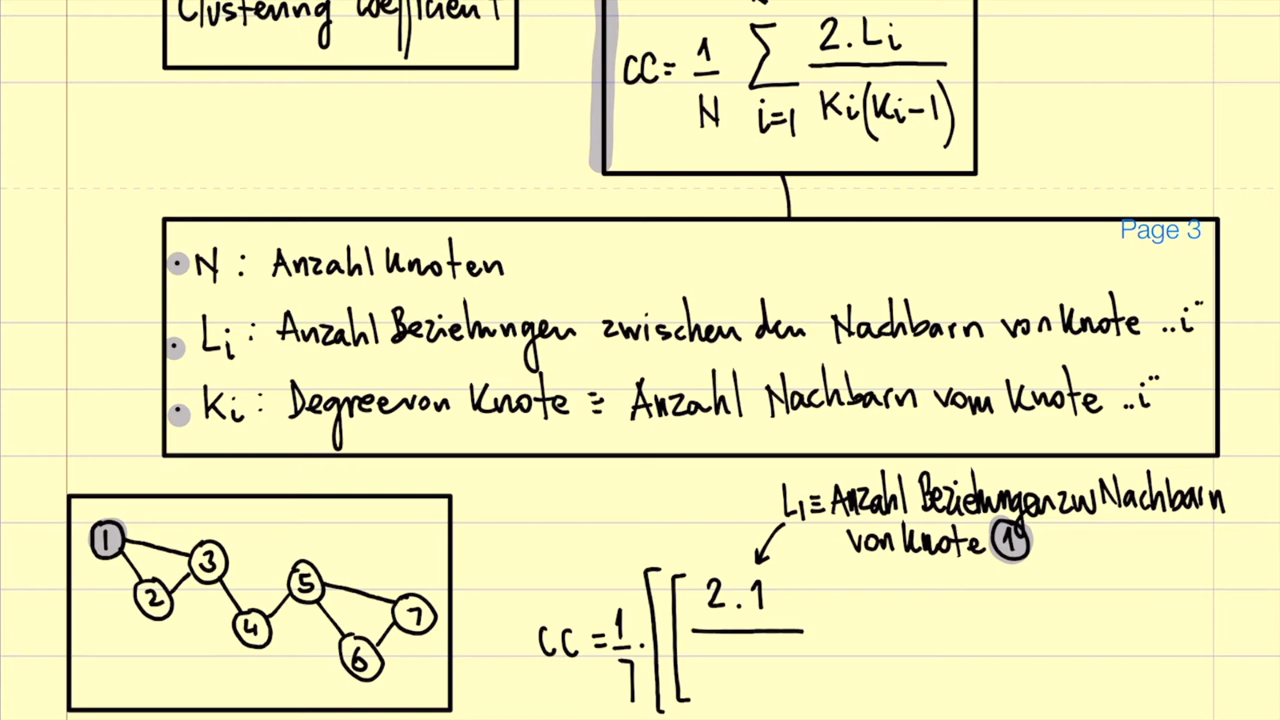 Clustering Coefficient
CC = 1/N ∑ i=1 2.Li / Ki(Ki-1)
Page 3
• N : Anzahl Knoten
• Li : Anzahl Beziehungen zwischen den Nachbarn von Knote „i"
• Ki : Degree von Knote ≡ Anzahl Nachbarn vom Knote „i"
L1 ≡ Anzahl Beziehungen zw Nachbarn
von Knote 1
1
3
2
5
4
7
6
CC = 1/7 . [ [ 2.1